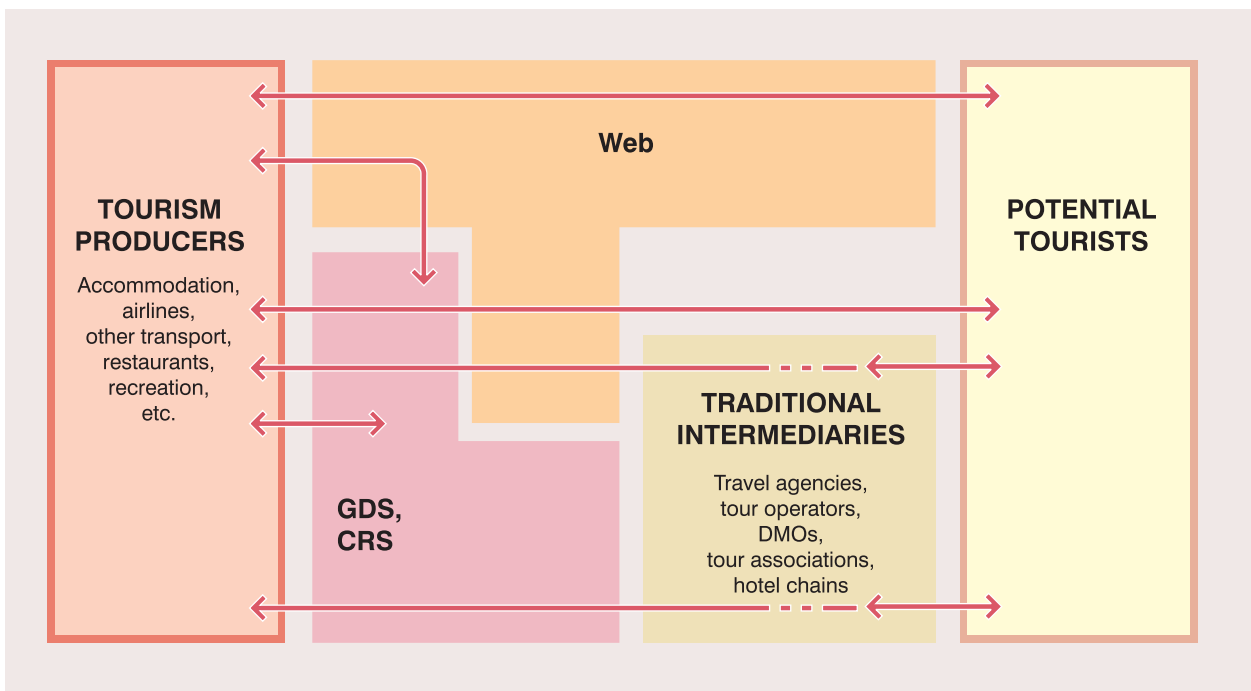 Web
TOURISM
PRODUCERS
Accommodation,
airlines,
other transport,
restaurants,
recreation,
etc.
POTENTIAL
TOURISTS
TRADITIONAL
INTERMEDIARIES
Travel agencies,
tour operators,
DMOs,
tour associations,
hotel chains
GDS,
CRS